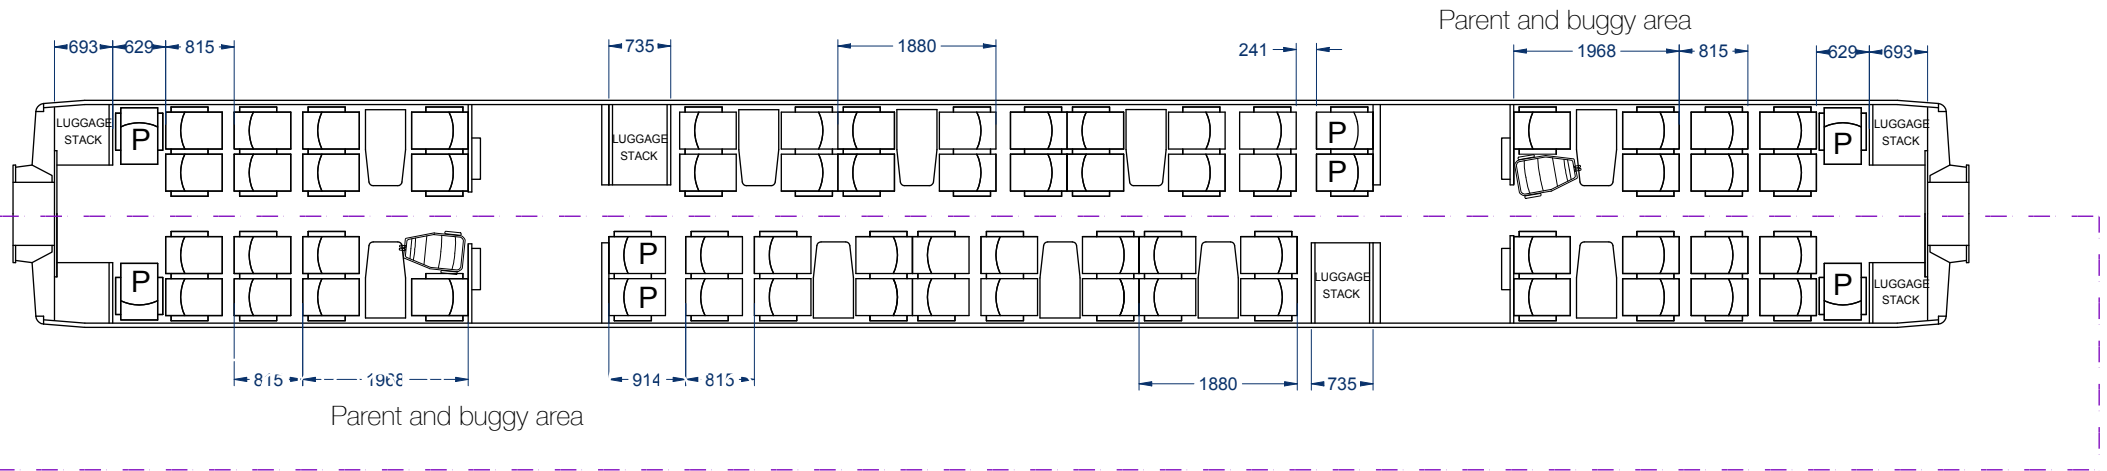 Parent and buggy area
693 629 815 735 1880 241 1968 815 629 693
LUGGAGE
STACK
P
LUGGAGE
STACK
P
P
P
LUGGAGE
STACK
P
P
P
LUGGAGE
STACK
P
LUGGAGE
STACK
815 1968 914 815 1880 735
Parent and buggy area